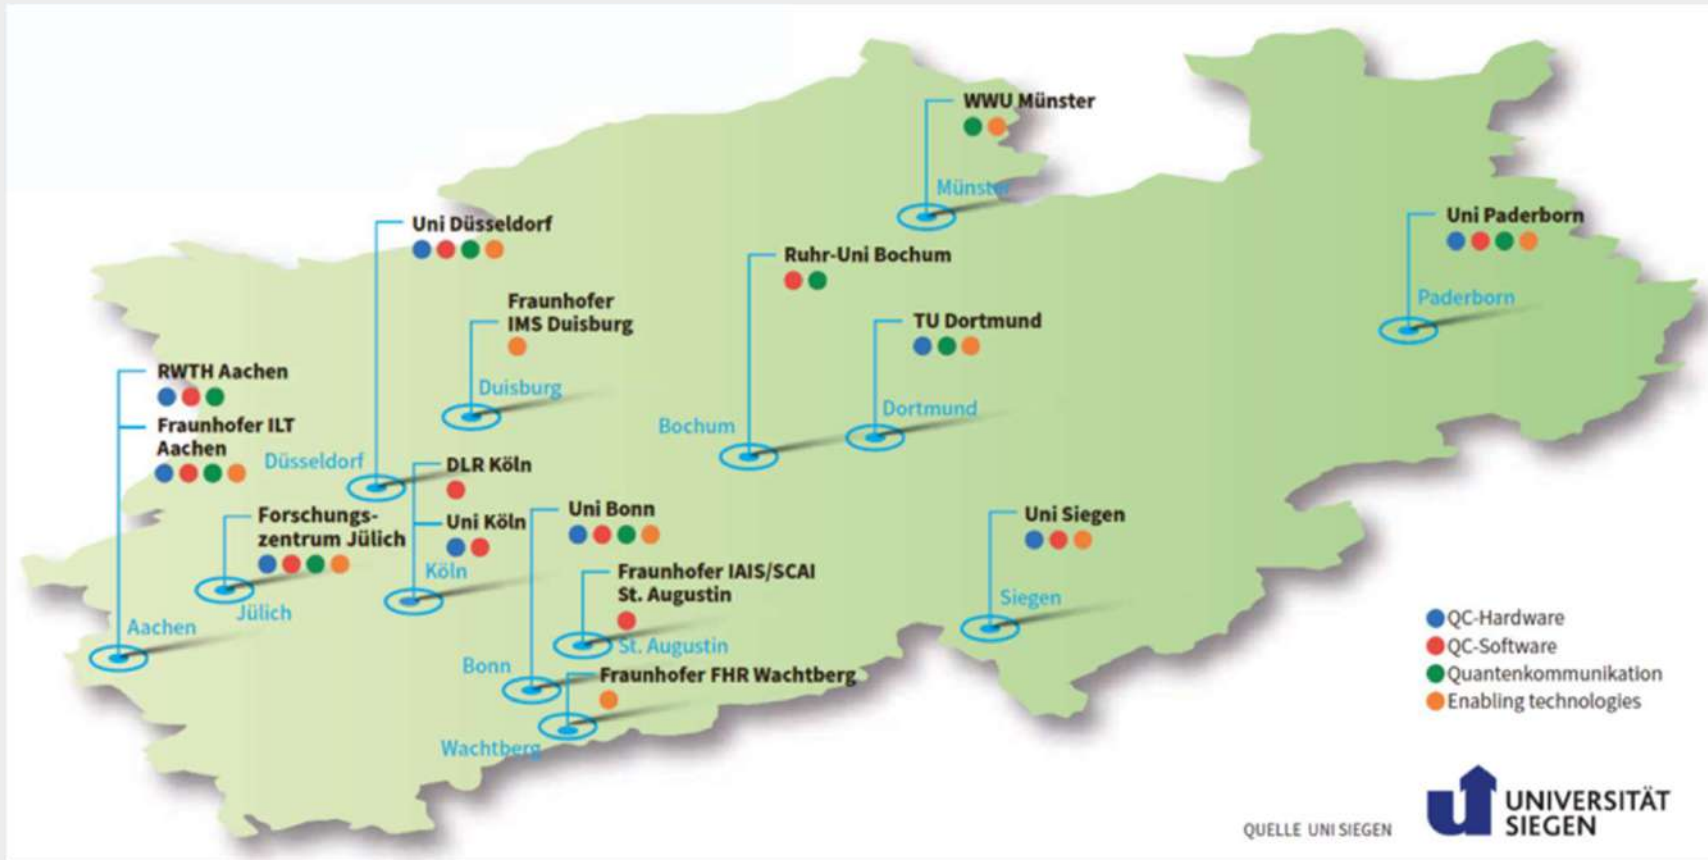 WWU Münster
Münster
Uni Düsseldorf
Uni Paderborn
Ruhr-Uni Bochum
Fraunhofer
IMS Duisburg
Paderborn
TU Dortmund
RWTH Aachen
Duisburg
Dortmund
Fraunhofer ILT
Aachen
Bochum
Düsseldorf
DLR Köln
Forschungs-
zentrum Jülich
Uni Köln
Uni Bonn
Uni Siegen
Köln
Fraunhofer IAIS/SCAI
St. Augustin
Jülich
Siegen
Aachen
St. Augustin
Bonn
Fraunhofer FHR Wachtberg
Wachtberg
QC-Hardware
QC-Software
Quantenkommunikation
Enabling technologies
QUELLE UNI SIEGEN
UNIVERSITÄT
SIEGEN